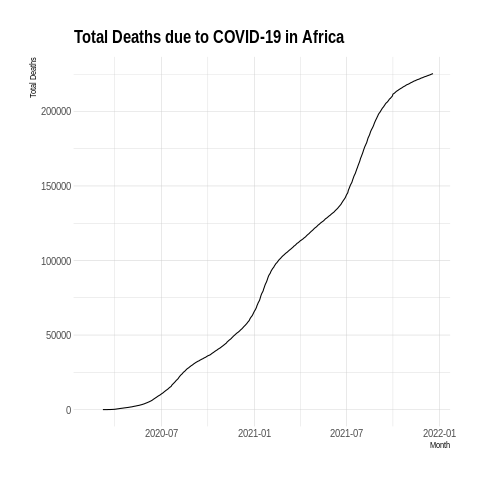 Total Deaths due to COVID-19 in Africa
Total Deaths
200000
150000
100000
50000
0
2020-07 2021-01 2021-07 2022-01
Month